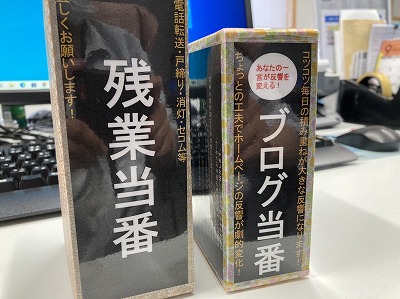 電話転送・戸締り・消灯・セコム等
残業当番
しくお願いします！
コツコツ毎日の積み重ねが大きな反響になります！
あなたの一
言が反響を
変える！
ブログ当番
ちょっとの工夫でホームページの反響が劇的変化！